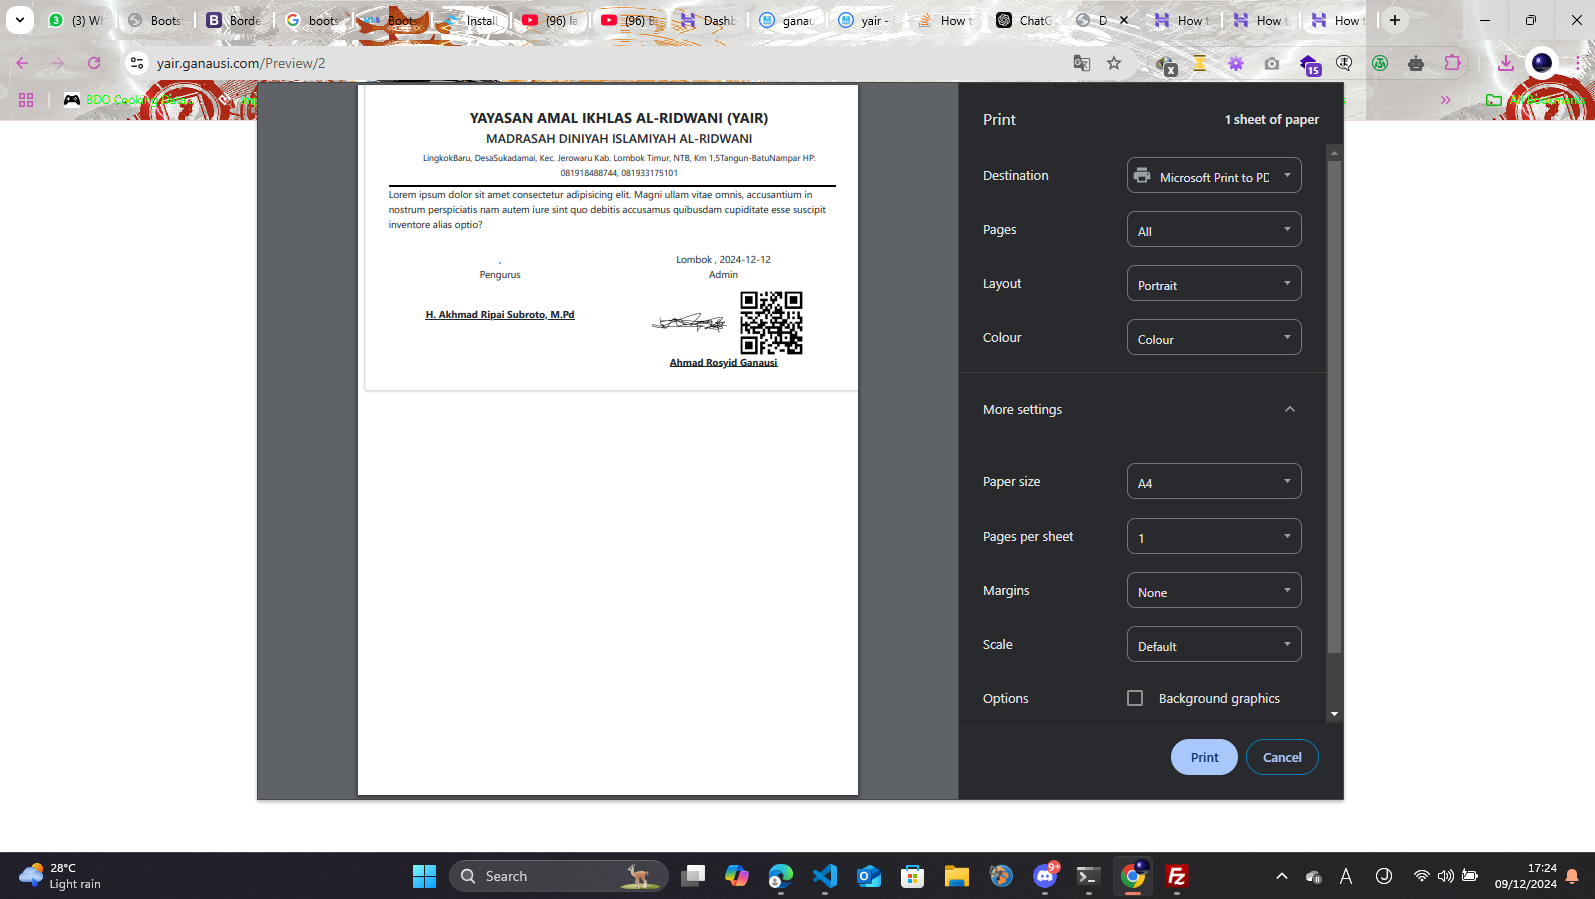 (3) W
Boots
Borde
boots
Boots
Install
(96) la
(96) B
Dashb
ganau
yair -
How t
ChatG
D
How t
How t
How t
yair.ganausi.com/Preview/2
15
BDO Cooking
YAYASAN AMAL IKHLAS AL-RIDWANI (YAIR)
MADRASAH DINIYAH ISLAMIYAH AL-RIDWANI
LingkokBaru, DesaSukadamai, Kec. Jerowaru Kab. Lombok Timur, NTB, Km 1,5Tangun-BatuNampar HP:
081918488744, 081933175101
Lorem ipsum dolor sit amet consectetur adipisicing elit. Magni ullam vitae omnis, accusantium in
nostrum perspiciatis nam autem iure sint quo debitis accusamus quibusdam cupiditate esse suscipit
inventore alias optio?
,
Pengurus
H. Akhmad Ripai Subroto, M.Pd
Lombok , 2024-12-12
Admin
Ahmad Rosyid Ganausi
Print
1 sheet of paper
Destination
Microsoft Print to PD
Pages
All
Layout
Portrait
Colour
Colour
More settings
Paper size
A4
Pages per sheet
1
Margins
None
Scale
Default
Options
Background graphics
Print
Cancel
28°C
Light rain
Search
9+
17:24
09/12/2024